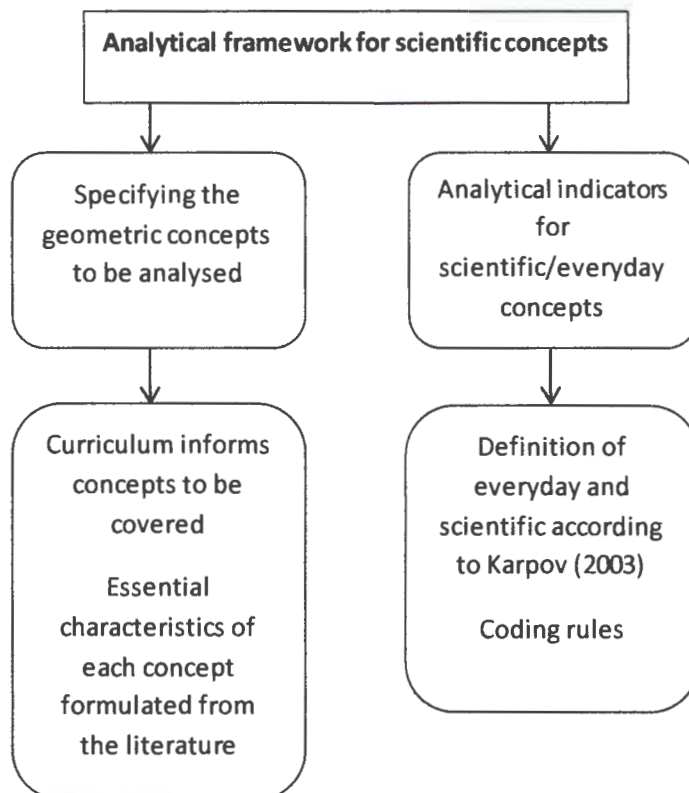 Analytical framework for scientific concepts
Specifying the
geometric concepts
to be analysed
Analytical indicators
for
scientific/everyday
concepts
Curriculum informs
concepts to be
covered
Essential
characteristics of
each concept
formulated from
the literature
Definition of
everyday and
scientific according
to Karpov (2003)
Coding rules